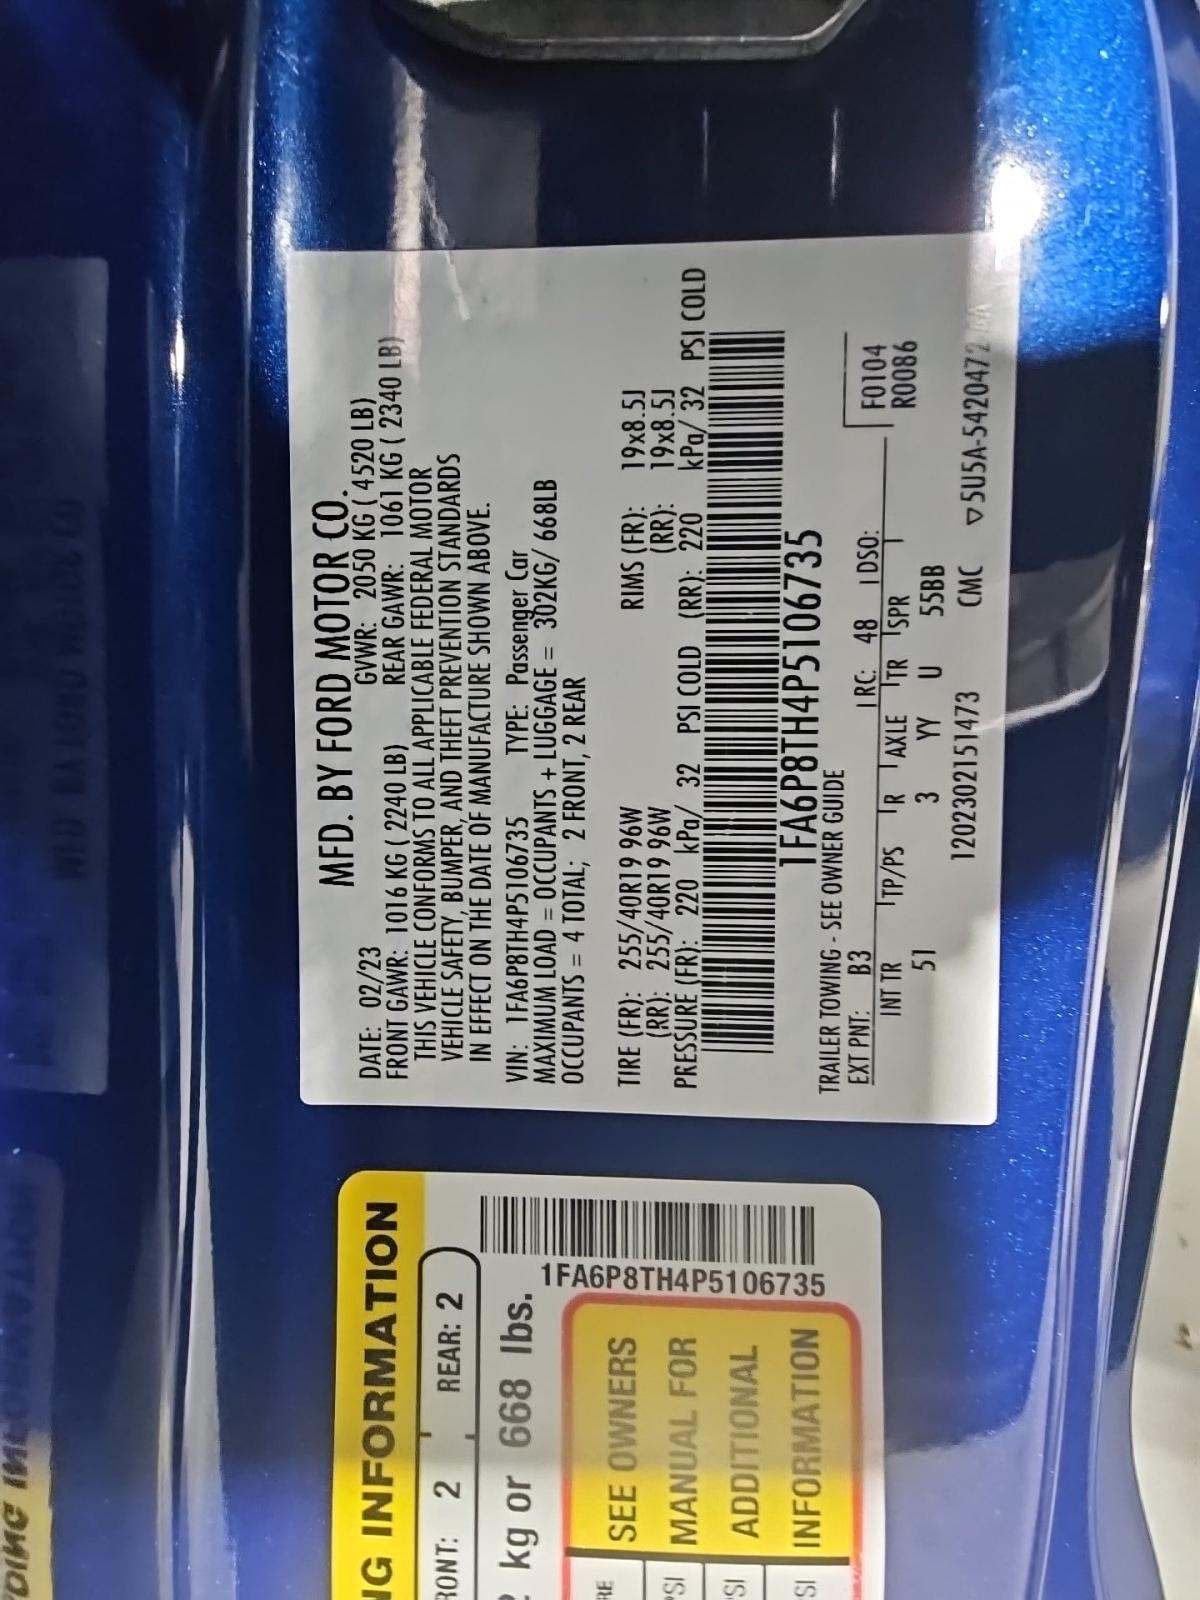 MFD. BY FORD MOTOR CO.
DATE: 02/23 GVWR: 2050 KG ( 4520 LB)
FRONT GAWR: 1016 KG ( 2240 LB) REAR GAWR: 1061 KG ( 2340 LB)
THIS VEHICLE CONFORMS TO ALL APPLICABLE FEDERAL MOTOR
VEHICLE SAFETY, BUMPER, AND THEFT PREVENTION STANDARDS
IN EFFECT ON THE DATE OF MANUFACTURE SHOWN ABOVE.
VIN: 1FA6P8TH4P5106735 TYPE: Passenger Car
MAXIMUM LOAD = OCCUPANTS + LUGGAGE = 302KG/ 668LB
OCCUPANTS = 4 TOTAL; 2 FRONT, 2 REAR
TIRE (FR): 255/40R19 96W RIMS (FR): 19x8.5J
(RR): 255/40R19 96W (RR): 19x8.5J
PRESSURE (FR): 220 kPa/ 32 PSI COLD (RR): 220 kPa/ 32 PSI COLD
1FA6P8TH4P5106735
TRAILER TOWING - SEE OWNER GUIDE
EXT PNT: B3 RC: 48 DSO: F0104
INT TR TP/PS R AXLE TR SPR R0086
51 3 YY U 55BB
1202302151473 CMC ▽5U5A-5420472
NG INFORMATION
RONT: 2 REAR: 2
kg or 668 lbs.
1FA6P8TH4P5106735
SEE OWNERS
MANUAL FOR
ADDITIONAL
INFORMATION
RE
PSI
SI
SI